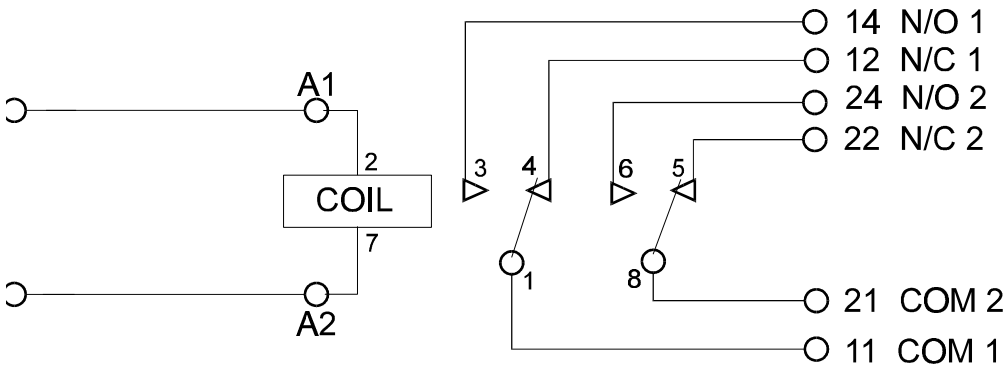 14 N/O 1
12 N/C 1
A1
24 N/O 2
22 N/C 2
2
3
4
6
5
COIL
7
1
8
21 COM 2
A2
11 COM 1